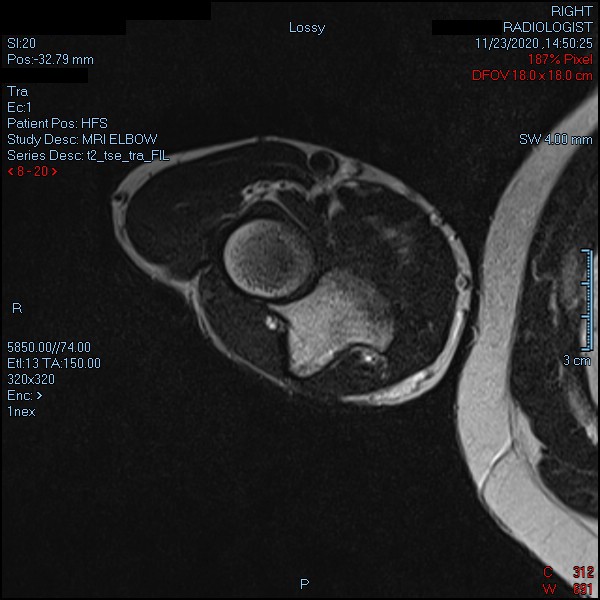 Lossy
RIGHT
RADIOLOGIST
11/23/2020 ,14:50:25
187% Pixel
DFOV 18.0 x 18.0 cm
SI:20
Pos:-32.79 mm
Tra
Ec:1
Patient Pos: HFS
Study Desc: MRI ELBOW
Series Desc: t2_tse_tra_FIL
< 8 - 20 >
SW 4.00 mm
R
5850.00//74.00
Etl:13 TA:150.00
320x320
Enc: >
1nex
3 cm
P
C 312
W 691